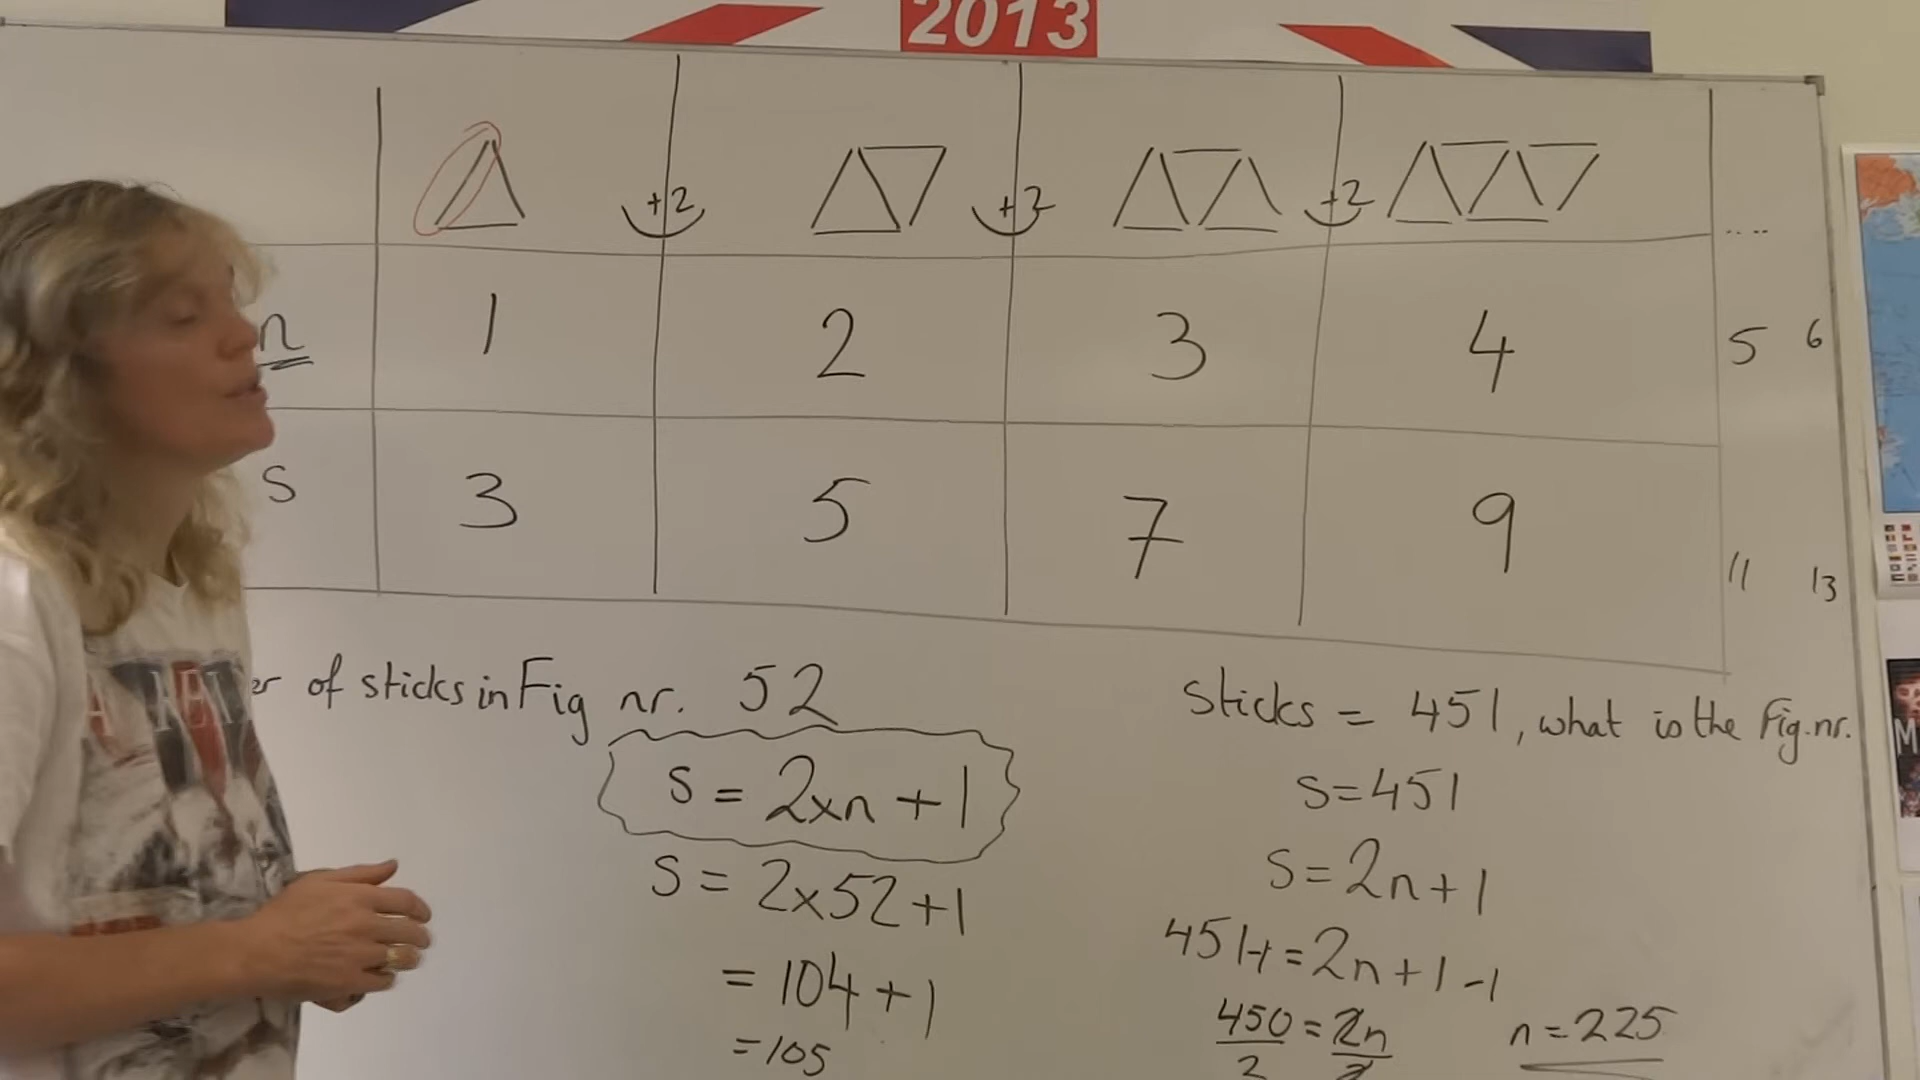 2013
+2 +2 +2 ....
n 1 2 3 4 5 6
s 3 5 7 9 11 13
of sticks in Fig nr. 52
s = 2xn + 1
s = 2x52+1
= 104 + 1
= 105
Sticks = 451, what is the Fig.nr.
s=451
s=2n+1
451-1=2n+1-1
450/2 = 2n/2
n=225